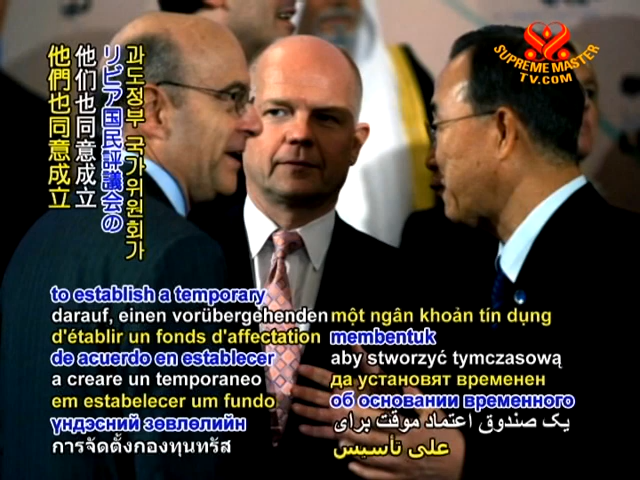 SUPREME MASTER
TV.COM
과도정부 국가위원회가
リビア国民評議会の
他们也同意成立
他們也同意成立
to establish a temporary
darauf, einen vorübergehenden
d'établir un fonds d'affectation
de acuerdo en establecer
a creare un temporaneo
em estabelecer um fundo
үндэсний зөвлөлийн
การจัดตั้งกองทุนทรัส
một ngân khoản tín dụng
membentuk
aby stworzyć tymczasową
да установят временен
об основании временного
یک صندوق اعتماد موقت برای
على تأسيس